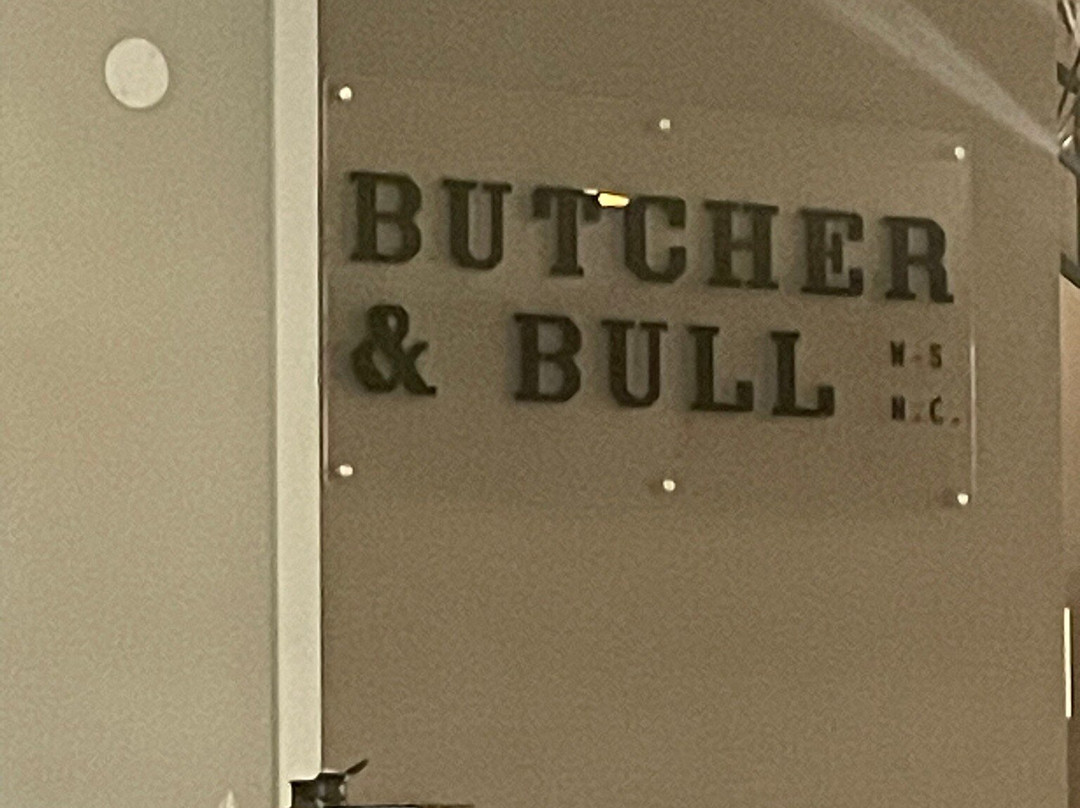 BUTCHER
& BULL
W-S
N.C.